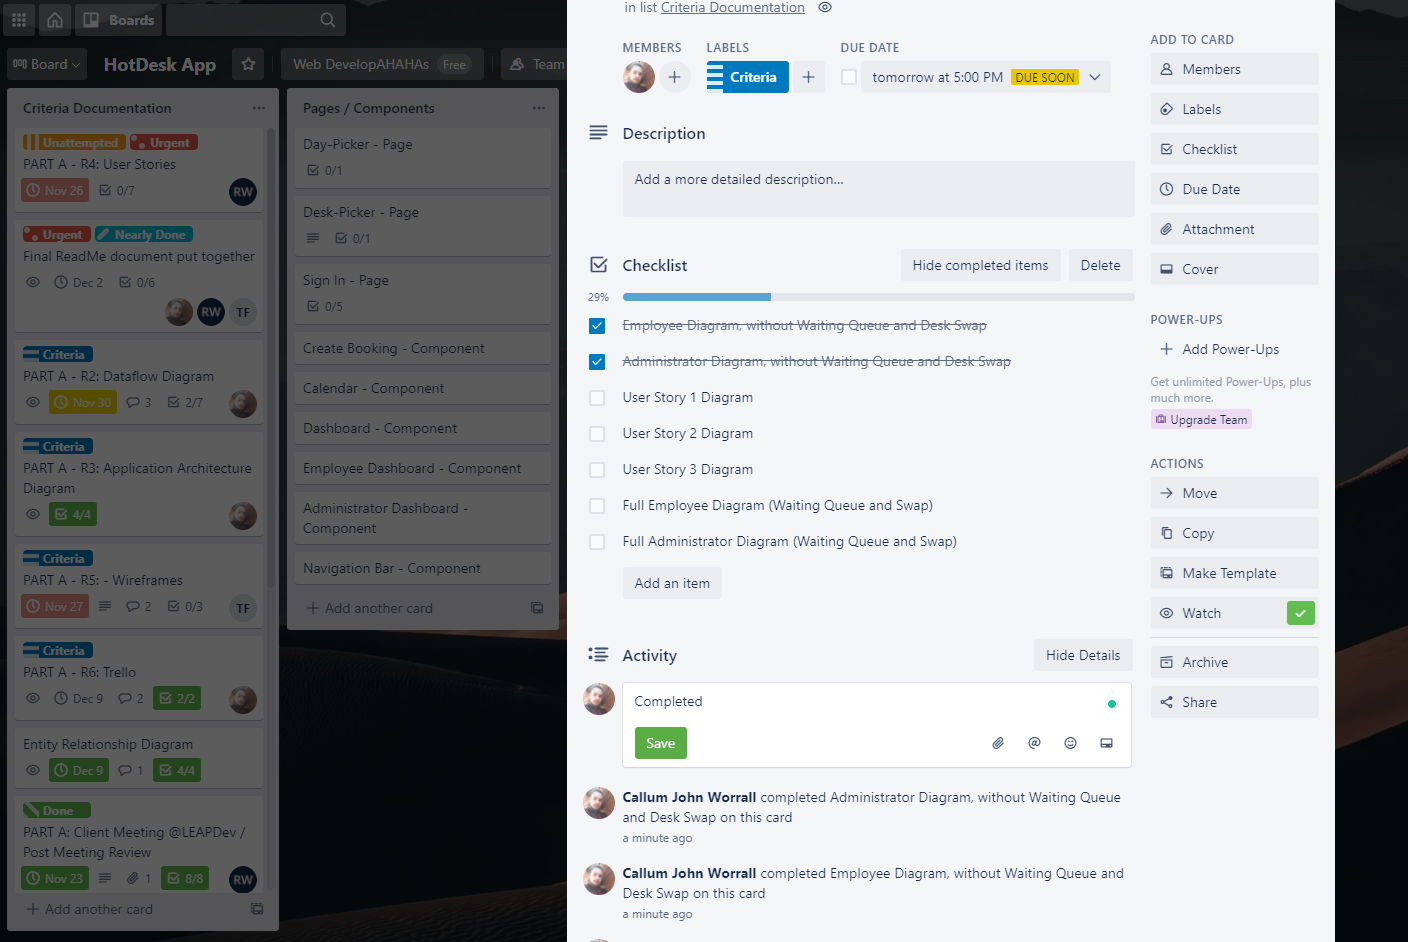 Boards
Board
HotDesk App
Web DevelopAHAHAs
Free
Team
Criteria Documentation
Unattempted
Urgent
PART A - R4: User Stories
Nov 26
0/7
RW
Urgent
Nearly Done
Final ReadMe document put together
Dec 2
0/6
RW
TF
Criteria
PART A - R2: Dataflow Diagram
Nov 30
3
2/7
Criteria
PART A - R3: Application Architecture
Diagram
4/4
Criteria
PART A - R5: - Wireframes
Nov 27
2
0/3
TF
Criteria
PART A - R6: Trello
Dec 9
2
2/2
Entity Relationship Diagram
Dec 9
1
4/4
Done
PART A: Client Meeting @LEAPDev /
Post Meeting Review
Nov 23
1
8/8
RW
+ Add another card
Pages / Components
Day-Picker - Page
0/1
Desk-Picker - Page
0/1
Sign In - Page
0/5
Create Booking - Component
Calendar - Component
Dashboard - Component
Employee Dashboard - Component
Administrator Dashboard -
Component
Navigation Bar - Component
+ Add another card
in list Criteria Documentation
MEMBERS
LABELS
DUE DATE
Criteria
tomorrow at 5:00 PM
DUE SOON
Description
Add a more detailed description...
Checklist
Hide completed items
Delete
29%
Employee Diagram, without Waiting Queue and Desk Swap
Administrator Diagram, without Waiting Queue and Desk Swap
User Story 1 Diagram
User Story 2 Diagram
User Story 3 Diagram
Full Employee Diagram (Waiting Queue and Swap)
Full Administrator Diagram (Waiting Queue and Swap)
Add an item
Activity
Hide Details
Completed
Save
Callum John Worrall completed Administrator Diagram, without Waiting Queue
and Desk Swap on this card
a minute ago
Callum John Worrall completed Employee Diagram, without Waiting Queue and
Desk Swap on this card
a minute ago
ADD TO CARD
Members
Labels
Checklist
Due Date
Attachment
Cover
POWER-UPS
+ Add Power-Ups
Get unlimited Power-Ups, plus
much more.
Upgrade Team
ACTIONS
Move
Copy
Make Template
Watch
Archive
Share